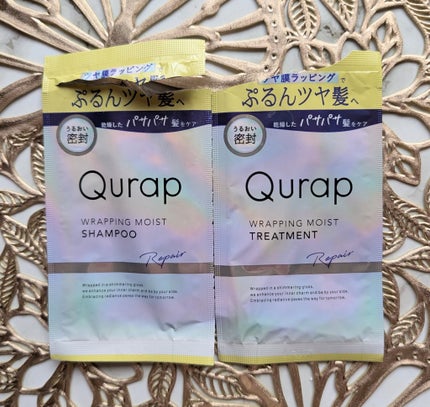 ツヤ膜ラッピング
ぷるんツヤ髪へ
乾燥したパサパサ髪をケア
うるおい
密封
Qurap
WRAPPING MOIST
SHAMPOO
Repair
Wrapped in a shimmering gloss,
we enhance your inner charm and be by your side.
Embracing radiance paves the way for tomorrow.
ツヤ膜ラッピングで
ぷるんツヤ髪へ
乾燥したパサパサ髪をケア
うるおい
密封
Qurap
WRAPPING MOIST
TREATMENT
Repair
Wrapped in a shimmering gloss,
we enhance your inner charm and be by your side.
Embracing radiance paves the way for tomorrow.